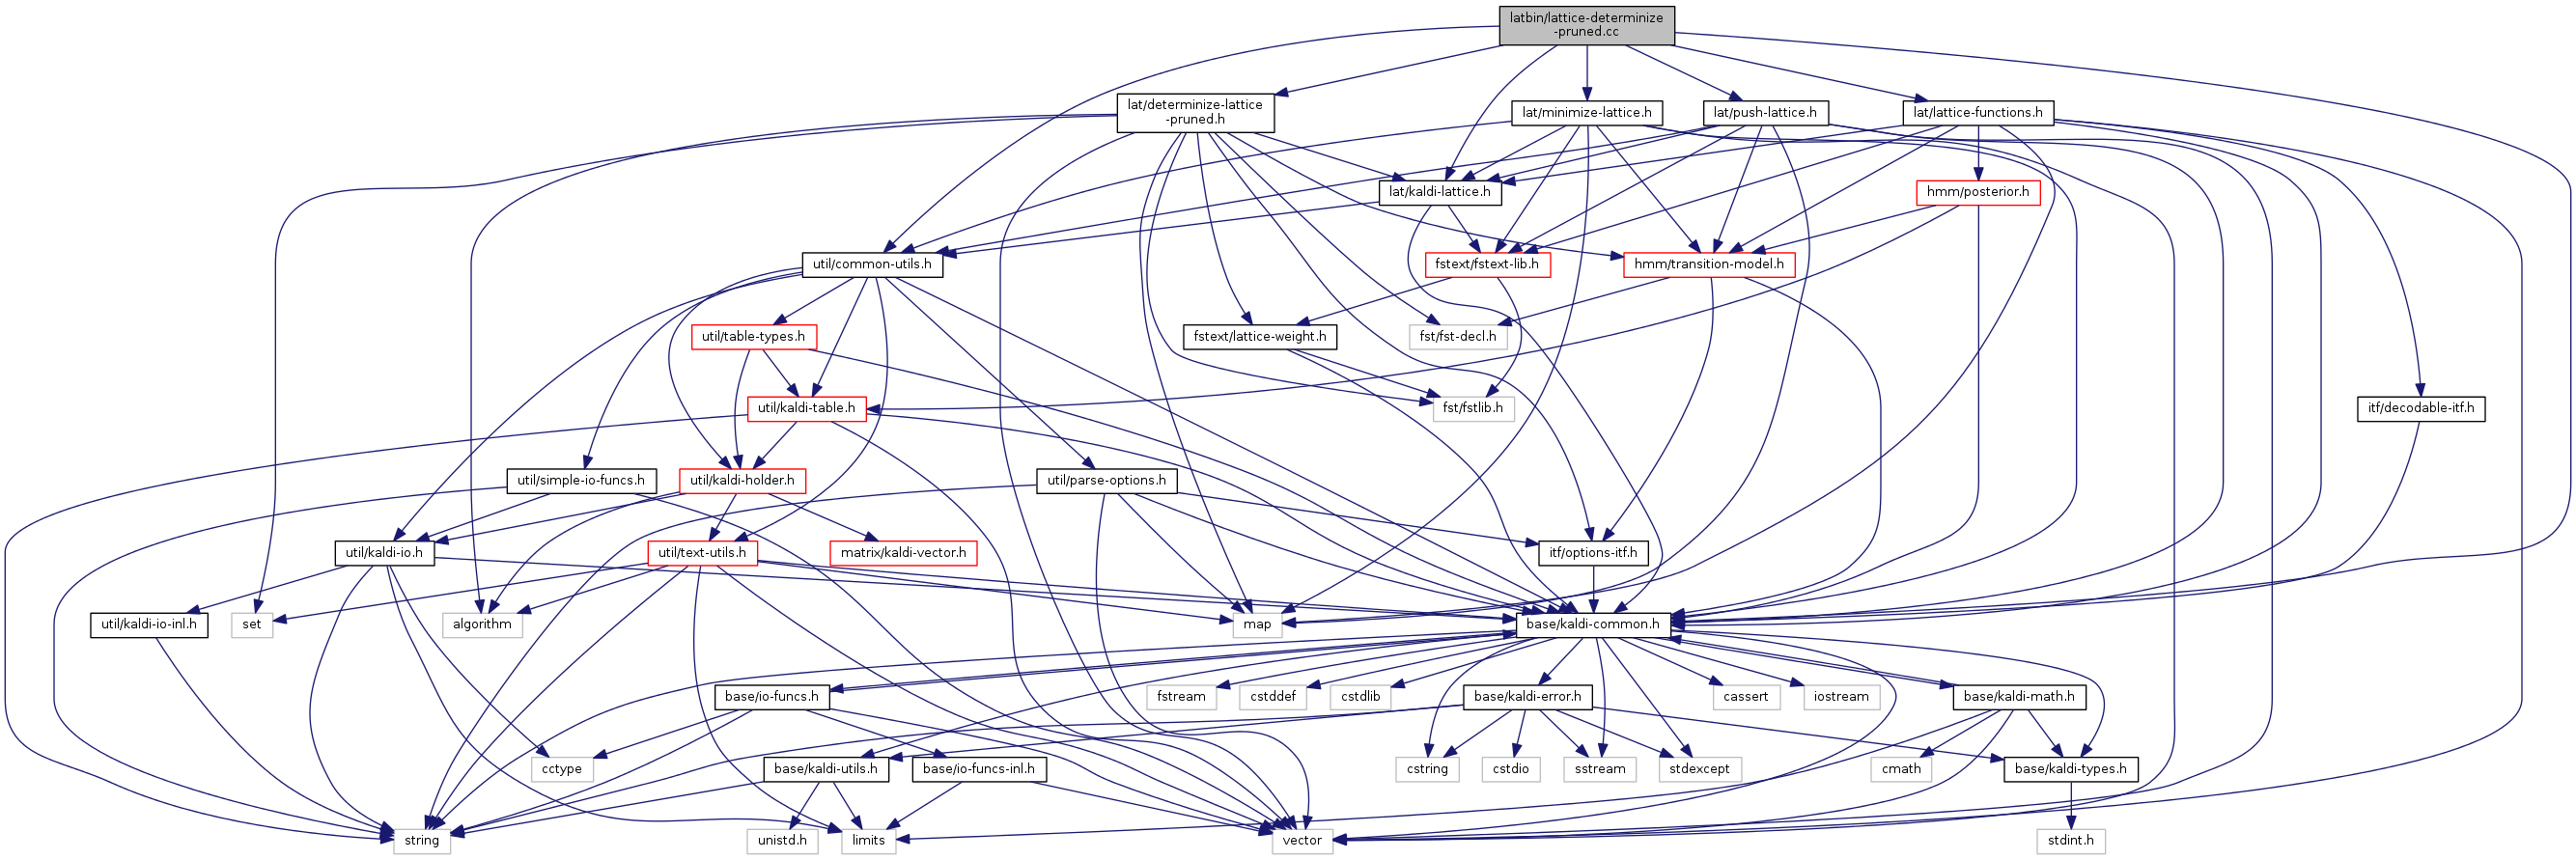 latbin/lattice-determinize
-pruned.cc
lat/determinize-lattice
-pruned.h
lat/minimize-lattice.h
lat/push-lattice.h
lat/lattice-functions.h
lat/kaldi-lattice.h
hmm/posterior.h
util/common-utils.h
fstext/fstext-lib.h
hmm/transition-model.h
util/table-types.h
fstext/lattice-weight.h
fst/fst-decl.h
util/kaldi-table.h
fst/fstlib.h
itf/decodable-itf.h
util/simple-io-funcs.h
util/kaldi-holder.h
util/parse-options.h
util/kaldi-io.h
util/text-utils.h
matrix/kaldi-vector.h
itf/options-itf.h
util/kaldi-io-inl.h
set
algorithm
map
base/kaldi-common.h
base/io-funcs.h
fstream
cstddef
cstdlib
base/kaldi-error.h
cassert
iostream
base/kaldi-math.h
cctype
base/kaldi-utils.h
base/io-funcs-inl.h
cstring
cstdio
sstream
stdexcept
cmath
base/kaldi-types.h
string
unistd.h
limits
vector
stdint.h